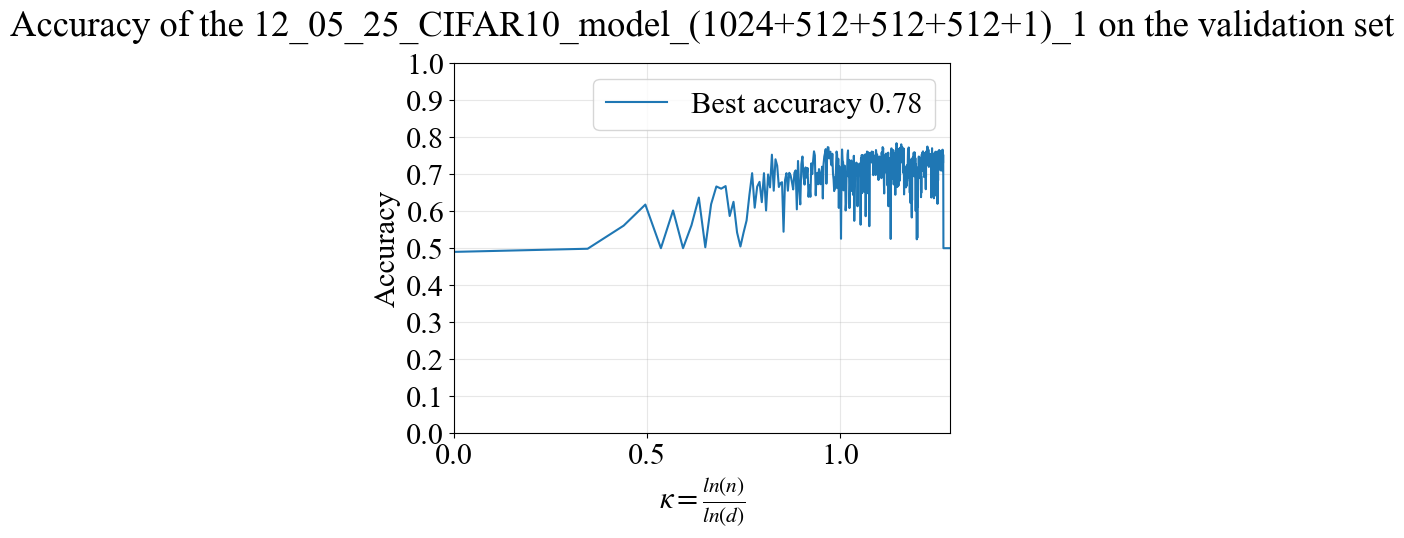 Accuracy of the 12_05_25_CIFAR10_model_(1024+512+512+512+1)_1 on the validation set
1.0
Best accuracy 0.78
0.9
0.8
0.7
0.6
0.5
0.4
0.3
0.2
0.1
0.0
Accuracy
0.0 0.5 1.0
κ = ln(n) / ln(d)